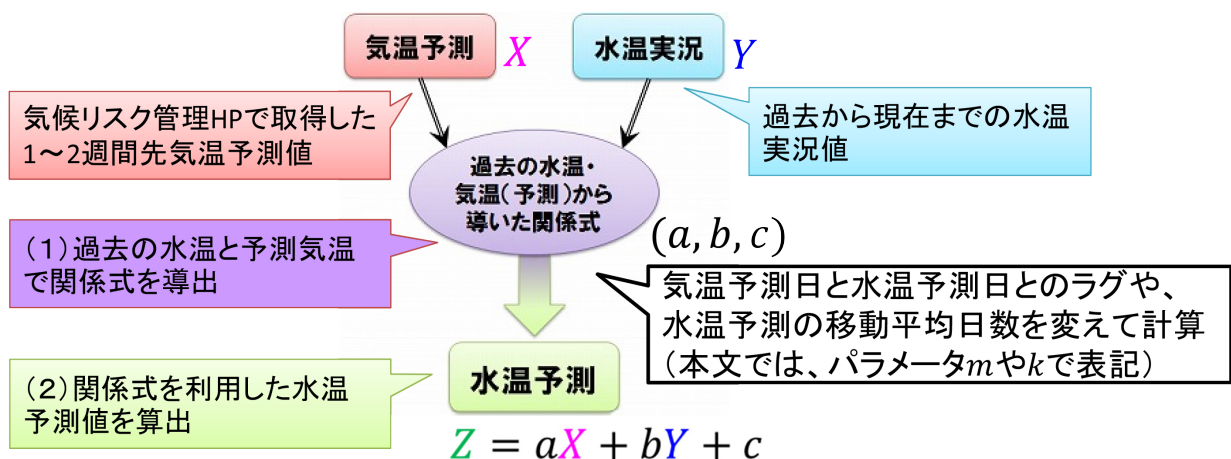 気温予測
X
水温実況
Y
気候リスク管理HPで取得した
1～2週間先気温予測値
過去から現在までの水温
実況値
過去の水温・
気温(予測)から
導いた関係式
(a, b, c)
(1)過去の水温と予測気温
で関係式を導出
気温予測日と水温予測日とのラグや、
水温予測の移動平均日数を変えて計算
(本文では、パラメータmやkで表記)
(2)関係式を利用した水温
予測値を算出
水温予測
Z = aX + bY + c